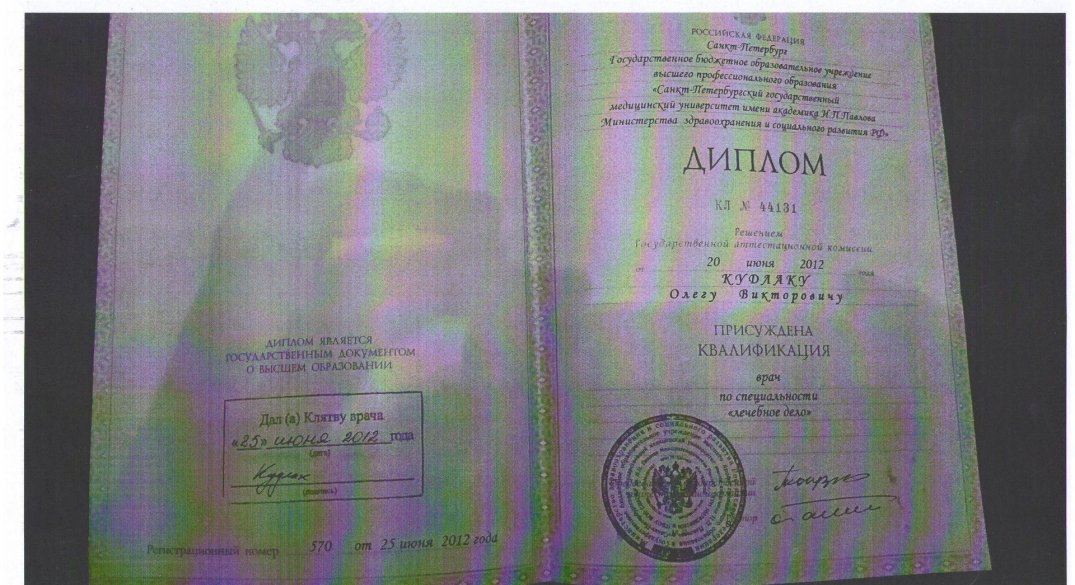 ДИПЛОМ ЯВЛЯЕТСЯ
ГОСУДАРСТВЕННЫМ ДОКУМЕНТОМ
О ВЫСШЕМ ОБРАЗОВАНИИ
Дал (а) Клятву врача
«25» июня 2012 года
(дата)
Кудлак
(подпись)
Регистрационный номер 570 от 25 июня 2012 года
РОССИЙСКАЯ ФЕДЕРАЦИЯ
Санкт-Петербург
Государственное бюджетное образовательное учреждение
высшего профессионального образования
«Санкт-Петербургский государственный
медицинский университет имени академика И.П.Павлова
Министерства здравоохранения и социального развития РФ»
ДИПЛОМ
КЛ № 44131
Решением
Государственной аттестационной комиссии
от 20 июня 2012 года
КУДЛАКУ
Олегу Викторовичу
ПРИСУЖДЕНА
КВАЛИФИКАЦИЯ
врач
по специальности
«лечебное дело»